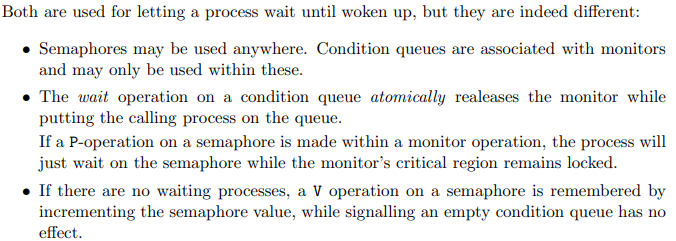 Both are used for letting a process wait until woken up, but they are indeed different:
• Semaphores may be used anywhere. Condition queues are associated with monitors
and may only be used within these.
• The wait operation on a condition queue atomically realeases the monitor while
putting the calling process on the queue.
If a P-operation on a semaphore is made within a monitor operation, the process will
just wait on the semaphore while the monitor's critical region remains locked.
• If there are no waiting processes, a V operation on a semaphore is remembered by
incrementing the semaphore value, while signalling an empty condition queue has no
effect.